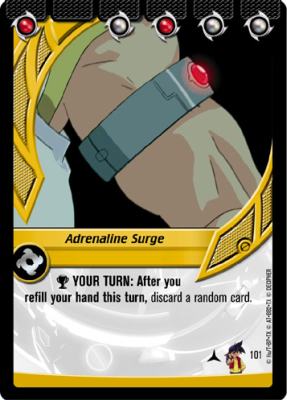 Adrenaline Surge
YOUR TURN: After you
refill your hand this turn, discard a random card.
101